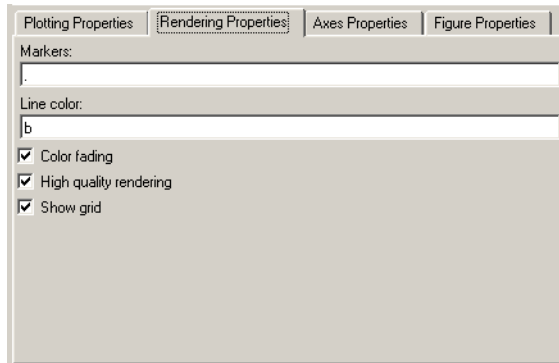 Plotting Properties Rendering Properties Axes Properties Figure Properties
Markers:
.
Line color:
b
Color fading
High quality rendering
Show grid